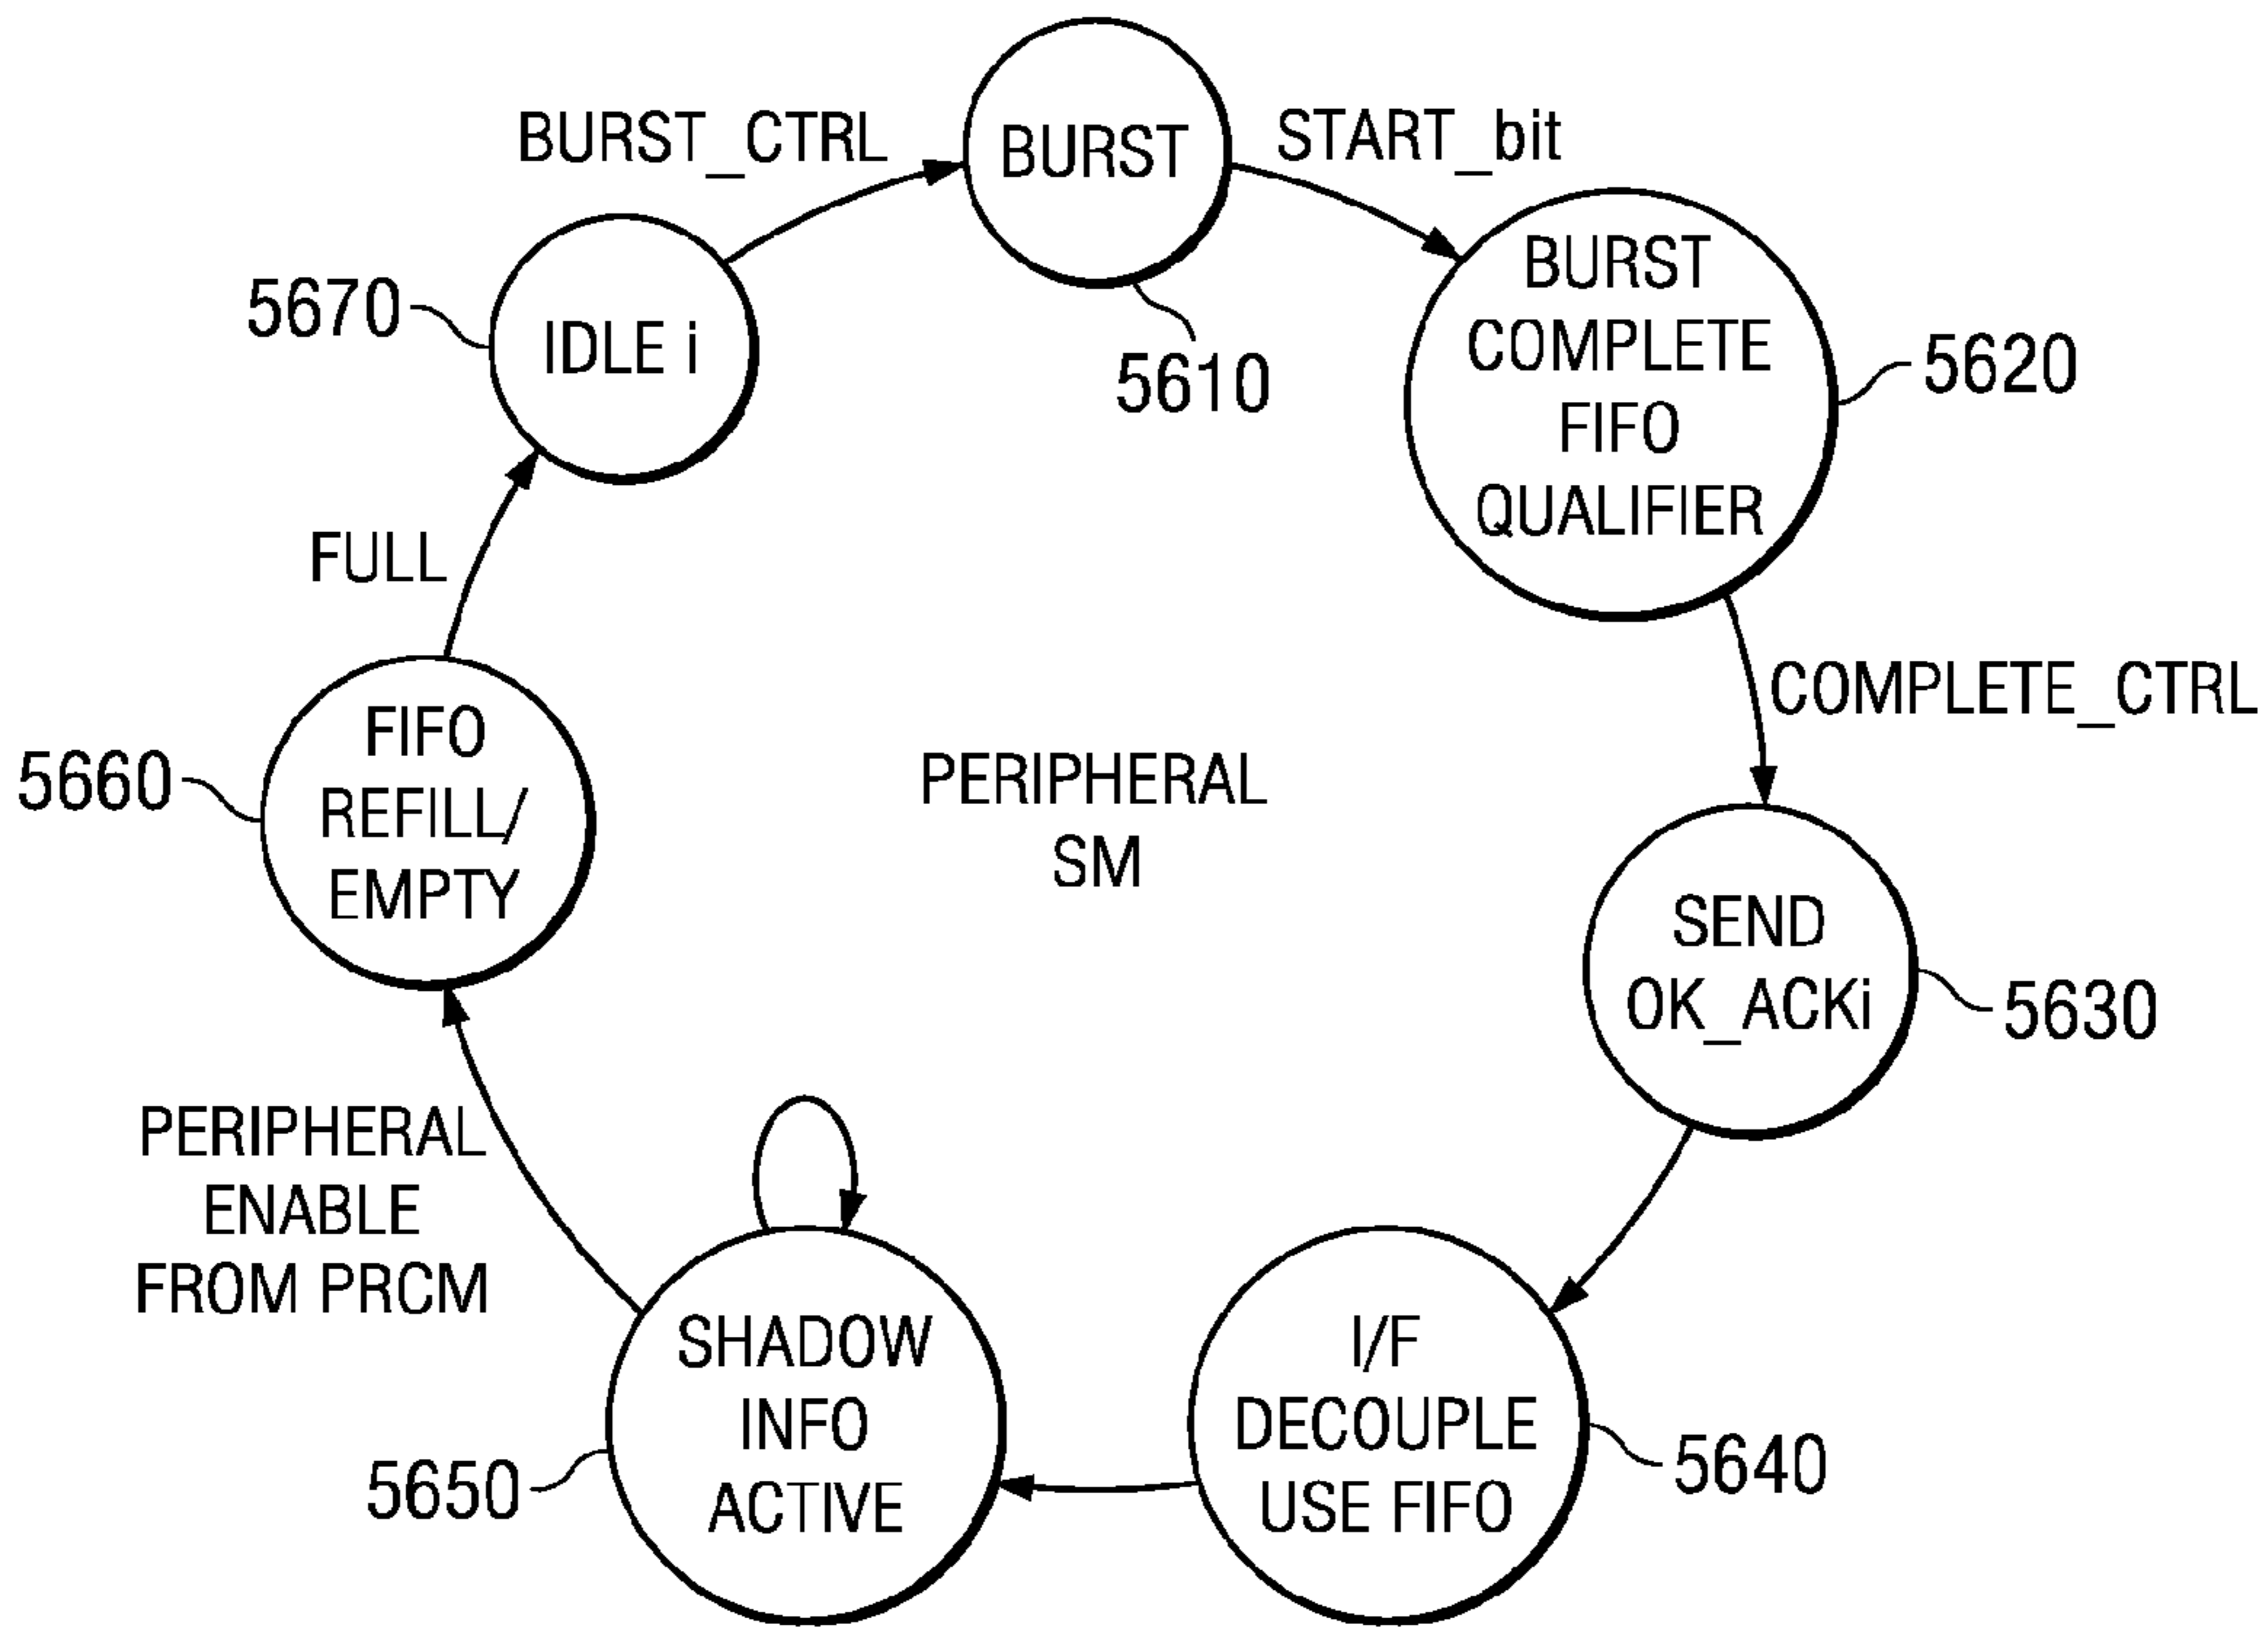 BURST_CTRL
BURST
START_bit
5610
BURST
COMPLETE
FIFO
QUALIFIER
5620
COMPLETE_CTRL
5670
IDLE i
FULL
FIFO
REFILL/
EMPTY
5660
PERIPHERAL
SM
SEND
OK_ACKi
5630
PERIPHERAL
ENABLE
FROM PRCM
SHADOW
INFO
ACTIVE
5650
I/F
DECOUPLE
USE FIFO
5640